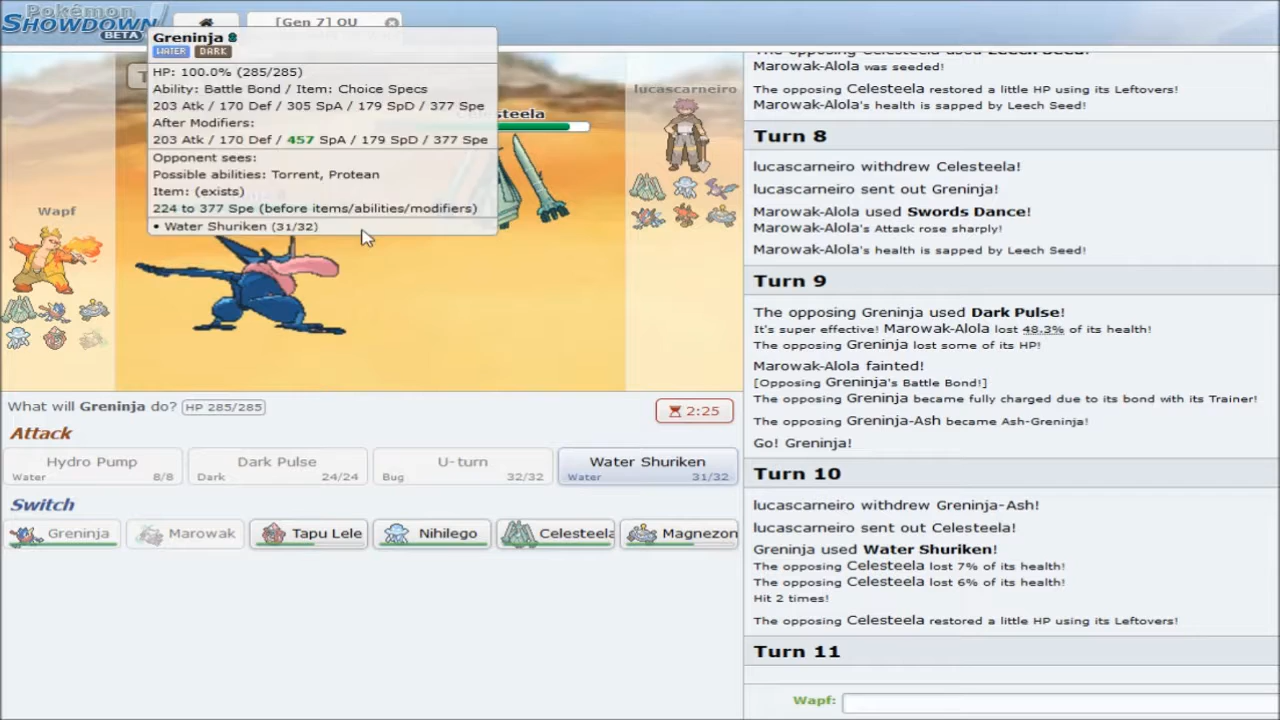 Pokémon
SHOWDOWN
BETA
[Gen 7] OU
Greninja
WATER DARK
HP: 100.0% (285/285)
Ability: Battle Bond / Item: Choice Specs
203 Atk / 170 Def / 305 SpA / 179 SpD / 377 Spe
After Modifiers:
203 Atk / 170 Def / 457 SpA / 179 SpD / 377 Spe
Opponent sees:
Possible abilities: Torrent, Protean
Item: (exists)
224 to 377 Spe (before items/abilities/modifiers)
• Water Shuriken (31/32)
lucascarneiro
Wapf
What will Greninja do? HP 285/285
2:25
Attack
Hydro Pump
Water 8/8
Dark Pulse
Dark 24/24
U-turn
Bug 32/32
Water Shuriken
Water 31/32
Switch
Greninja
Marowak
Tapu Lele
Nihilego
Celesteela
Magnezon
Marowak-Alola was seeded!
The opposing Celesteela restored a little HP using its Leftovers!
Marowak-Alola's health is sapped by Leech Seed!
Turn 8
lucascarneiro withdrew Celesteela!
lucascarneiro sent out Greninja!
Marowak-Alola used Swords Dance!
Marowak-Alola's Attack rose sharply!
Marowak-Alola's health is sapped by Leech Seed!
Turn 9
The opposing Greninja used Dark Pulse!
It's super effective! Marowak-Alola lost 48.3% of its health!
The opposing Greninja lost some of its HP!
Marowak-Alola fainted!
[Opposing Greninja's Battle Bond!]
The opposing Greninja became fully charged due to its bond with its Trainer!
The opposing Greninja-Ash became Ash-Greninja!
Go! Greninja!
Turn 10
lucascarneiro withdrew Greninja-Ash!
lucascarneiro sent out Celesteela!
Greninja used Water Shuriken!
The opposing Celesteela lost 7% of its health!
The opposing Celesteela lost 6% of its health!
Hit 2 times!
The opposing Celesteela restored a little HP using its Leftovers!
Turn 11
Wapf: